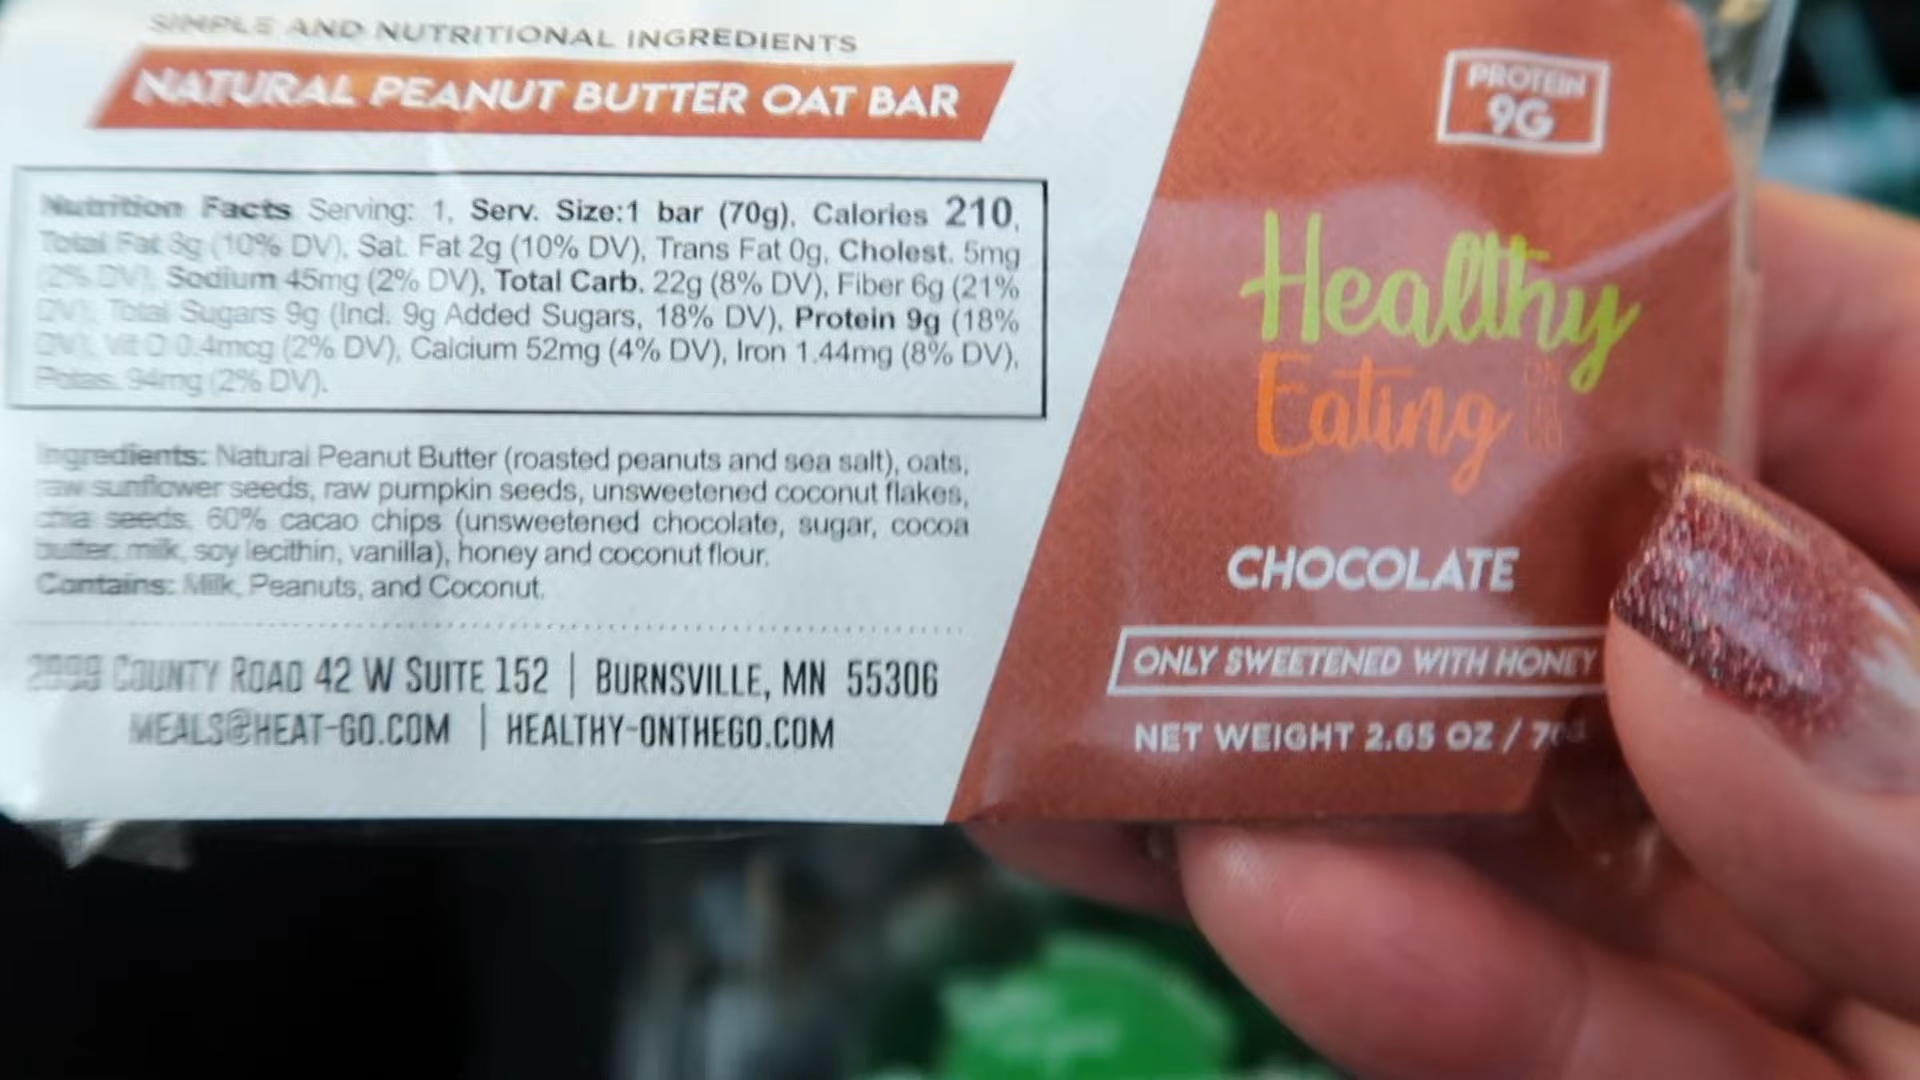 SIMPLE AND NUTRITIONAL INGREDIENTS
NATURAL PEANUT BUTTER OAT BAR
Nutrition Facts Serving: 1, Serv. Size:1 bar (70g), Calories 210,
Total Fat 8g (10% DV), Sat. Fat 2g (10% DV), Trans Fat 0g, Cholest. 5mg
(2% DV), Sodium 45mg (2% DV), Total Carb. 22g (8% DV), Fiber 6g (21%
DV), Total Sugars 9g (Incl. 9g Added Sugars, 18% DV), Protein 9g (18%
DV), Vit D 0.4mcg (2% DV), Calcium 52mg (4% DV), Iron 1.44mg (8% DV),
Potas. 94mg (2% DV).
Ingredients: Natural Peanut Butter (roasted peanuts and sea salt), oats,
raw sunflower seeds, raw pumpkin seeds, unsweetened coconut flakes,
chia seeds, 60% cacao chips (unsweetened chocolate, sugar, cocoa
butter, milk, soy lecithin, vanilla), honey and coconut flour.
Contains: Milk, Peanuts, and Coconut.
COUNTY ROAD 42 W SUITE 152 | BURNSVILLE, MN 55306
MEALS@HEAT-GO.COM | HEALTHY-ONTHEGO.COM
PROTEIN
9G
Healthy
Eating
CHOCOLATE
ONLY SWEETENED WITH HONEY
NET WEIGHT 2.65 OZ / 70g